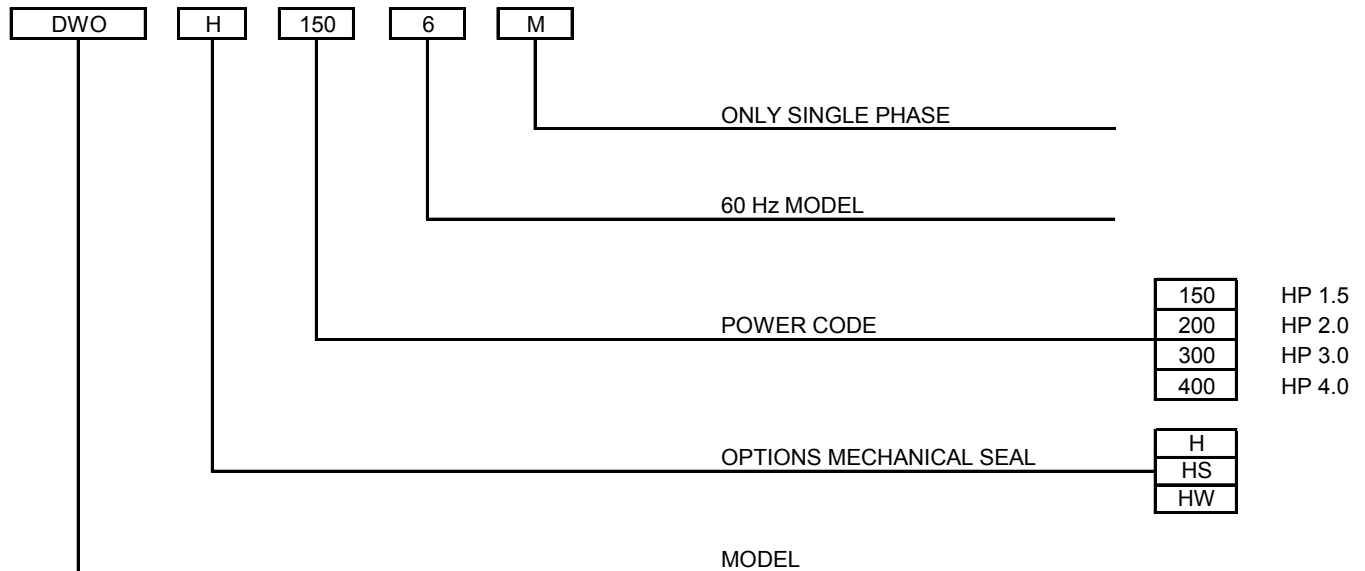 DWO H 150 6 M
ONLY SINGLE PHASE
60 Hz MODEL
150 HP 1.5
POWER CODE 200 HP 2.0
300 HP 3.0
400 HP 4.0
H
OPTIONS MECHANICAL SEAL
HS
HW
MODEL